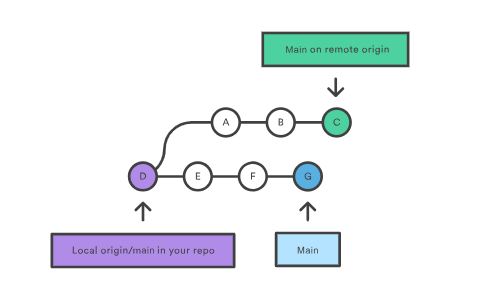 Main on remote origin
A B C
D E F G
Local origin/main in your repo
Main